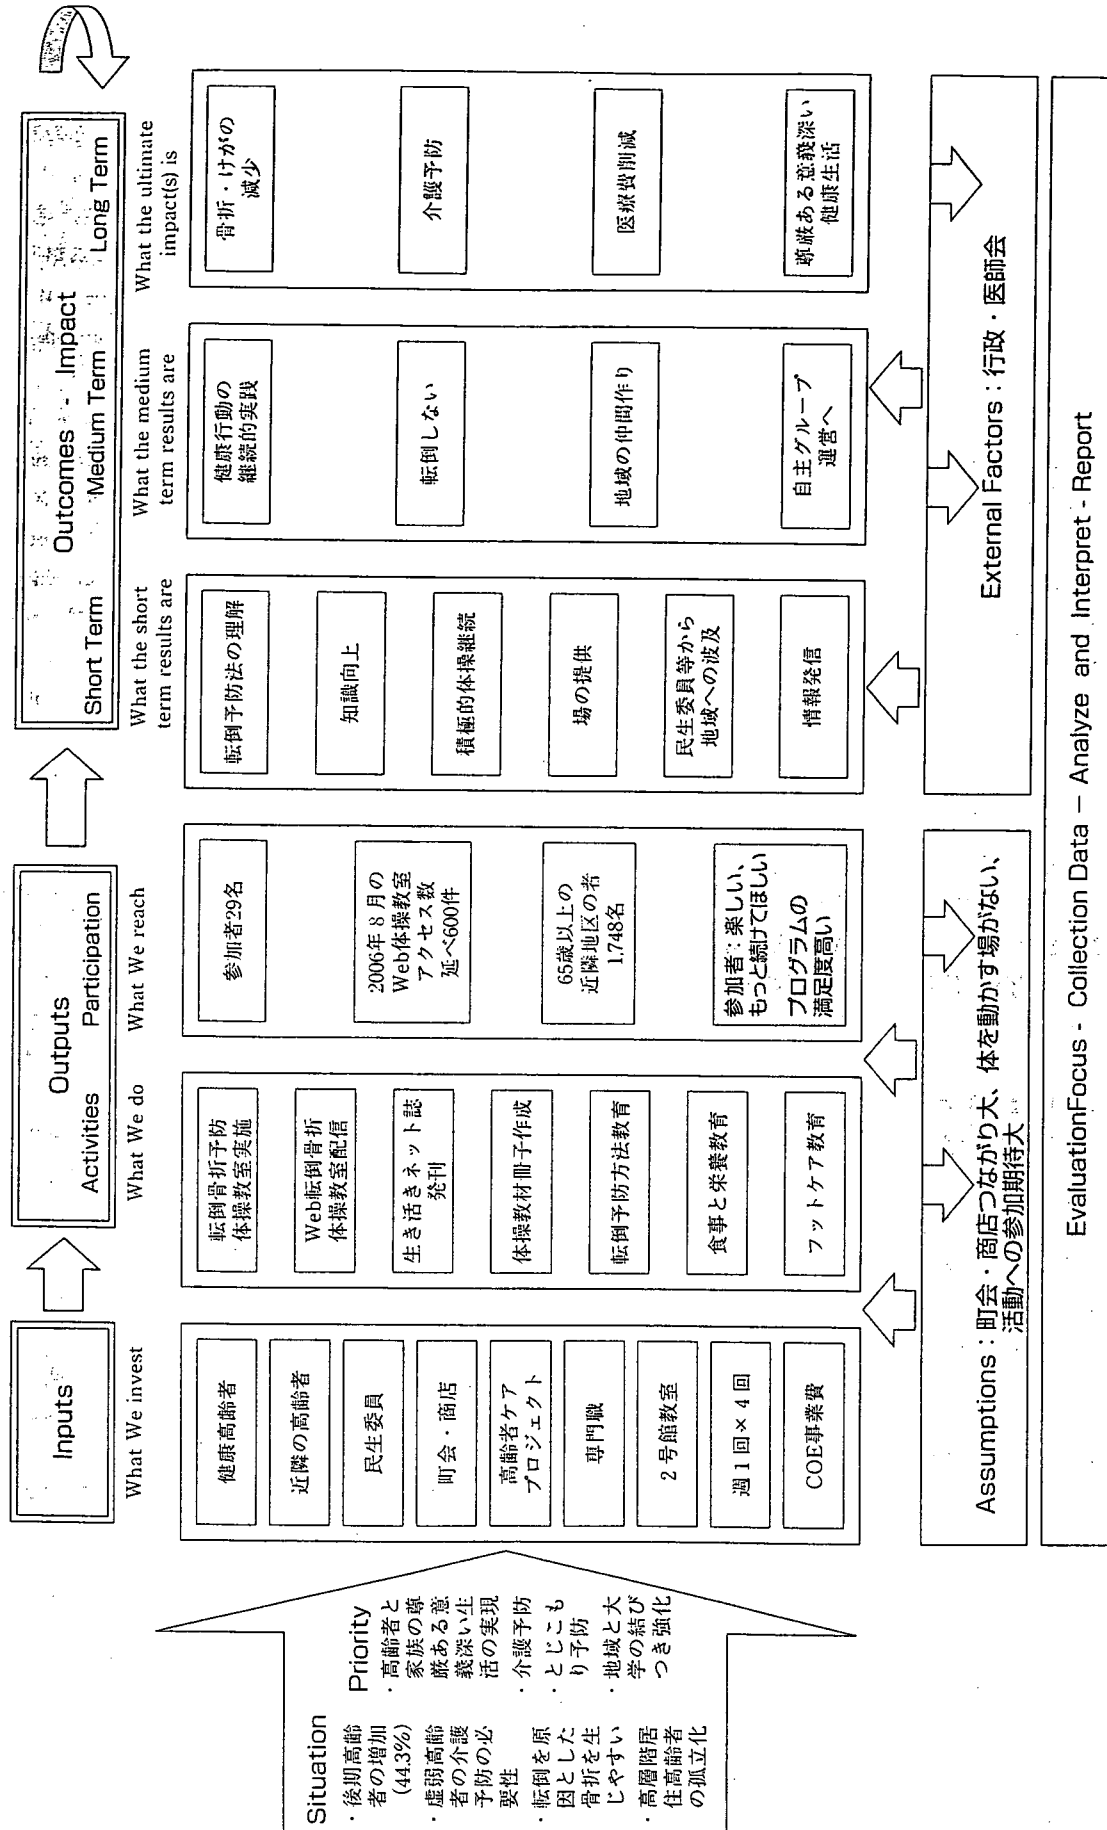 Situation
・後期高齢
者の増加
(44.3%)
・虚弱高齢
者の介護
予防の必
要性
・転倒を原
因とした
骨折を生
じやすい
・高層階居
住高齢者
の孤立化
Priority
・高齢者と
家族の尊
厳ある意
義深い生
活の実現
・介護予防
・とじこも
り予防
・地域と大
学の結び
つき強化
Inputs
What We invest
健康高齢者
近隣の高齢者
民生委員
町会・商店
高齢者ケア
プロジェクト
専門職
2号館教室
週1回×4回
COE事業費
Outputs
Activities
Participation
What We do
転倒骨折予防
体操教室実施
Web転倒骨折
体操教室配信
生き活きネット誌
発刊
体操教材冊子作成
転倒予防方法教育
食事と栄養教育
フットケア教育
What We reach
参加者29名
2006年8月の
Web体操教室
アクセス数
延べ600件
65歳以上の
近隣地区の者
1,748名
参加者:楽しい、
もっと続けてほしい
プログラムの
満足度高い
Outcomes - Impact
Short Term
Medium Term
Long Term
What the short
term results are
転倒予防法の理解
知識向上
積極的体操継続
場の提供
民生委員等から
地域への波及
情報発信
What the medium
term results are
健康行動の
継続的実践
転倒しない
地域の仲間作り
自主グループ
運営へ
What the ultimate
impact(s) is
骨折・けがの
減少
介護予防
医療費削減
尊厳ある意義深い
健康生活
Assumptions:町会・商店つながり大、体を動かす場がない、
活動への参加期待大
External Factors:行政・医師会
EvaluationFocus - Collection Data – Analyze and Interpret - Report